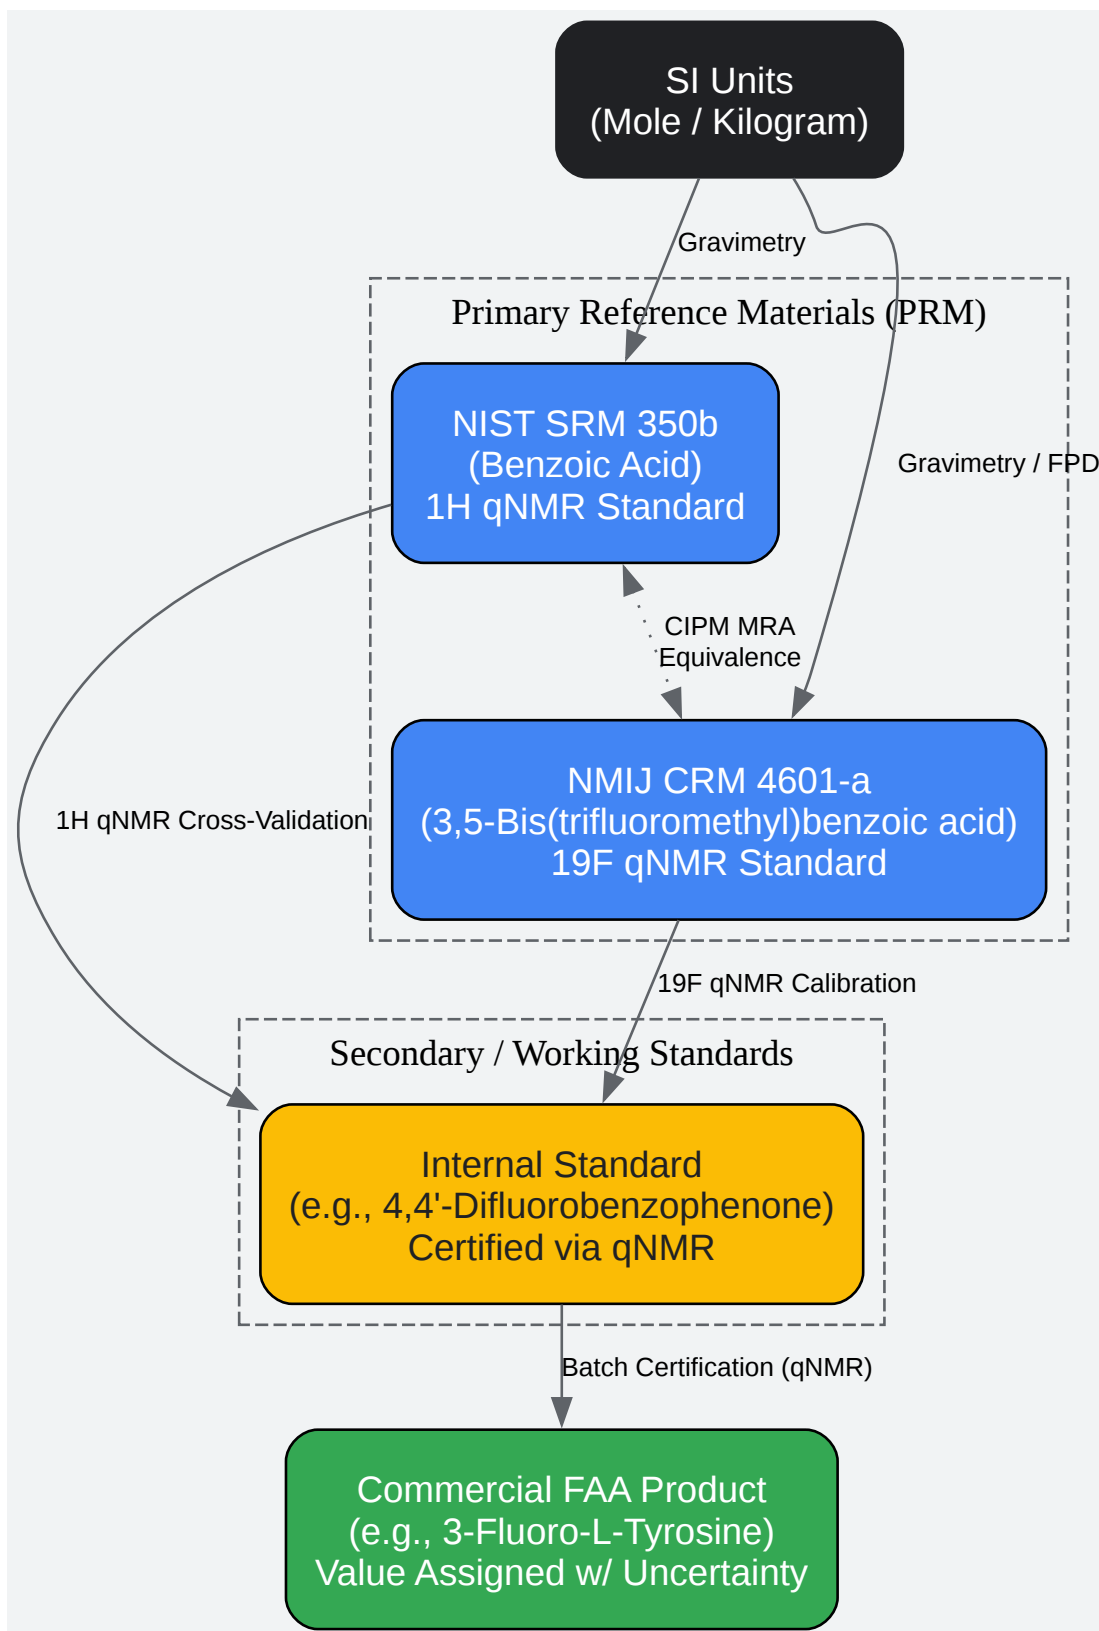 SI Units
(Mole / Kilogram)
Gravimetry
Primary Reference Materials (PRM)
NIST SRM 350b
(Benzoic Acid)
1H qNMR Standard
Gravimetry / FPD
CIPM MRA
Equivalence
NMIJ CRM 4601-a
(3,5-Bis(trifluoromethyl)benzoic acid)
19F qNMR Standard
1H qNMR Cross-Validation
19F qNMR Calibration
Secondary / Working Standards
Internal Standard
(e.g., 4,4'-Difluorobenzophenone)
Certified via qNMR
Batch Certification (qNMR)
Commercial FAA Product
(e.g., 3-Fluoro-L-Tyrosine)
Value Assigned w/ Uncertainty